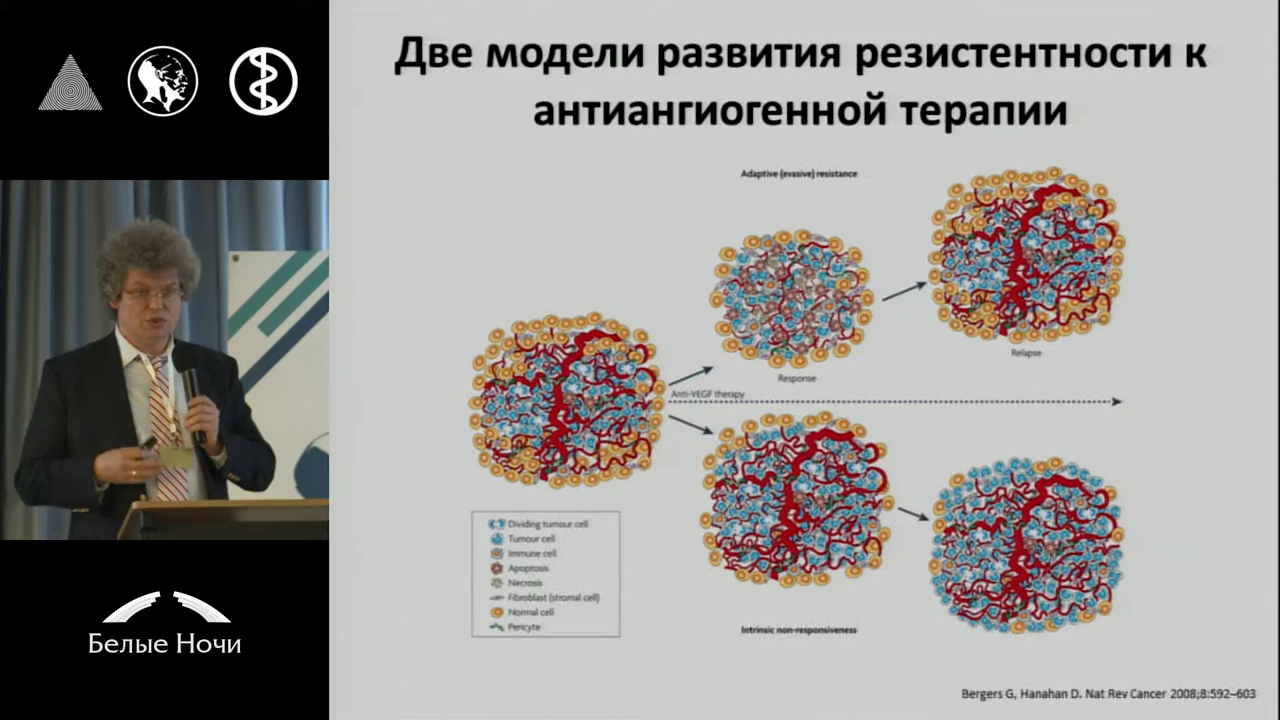 Две модели развития резистентности к
антиангиогенной терапии
Adaptive (evasive) resistance
Response
Relapse
Anti-VEGF therapy
Dividing tumour cell
Tumour cell
Immune cell
Apoptosis
Necrosis
Fibroblast (stromal cell)
Normal cell
Pericyte
Intrinsic non-responsiveness
Bergers G, Hanahan D. Nat Rev Cancer 2008;8:592–603
Белые Ночи